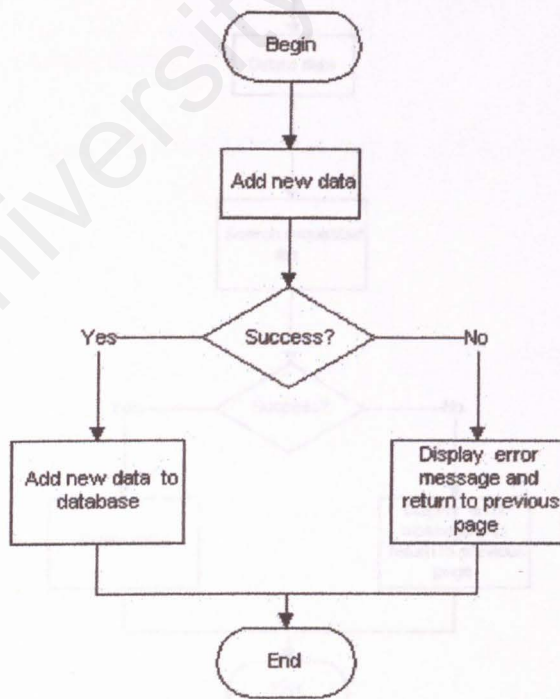 University
Begin
Add new data
Success?
Yes
No
Add new data to
database
Display error
message and
return to previous
page
End